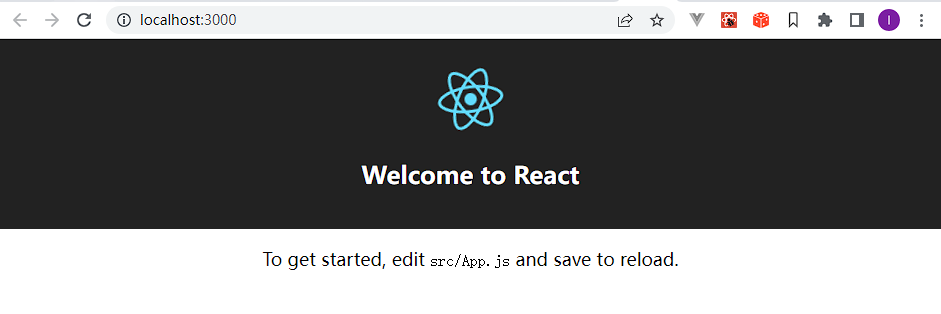 localhost:3000
I
Welcome to React
To get started, edit src/App.js and save to reload.